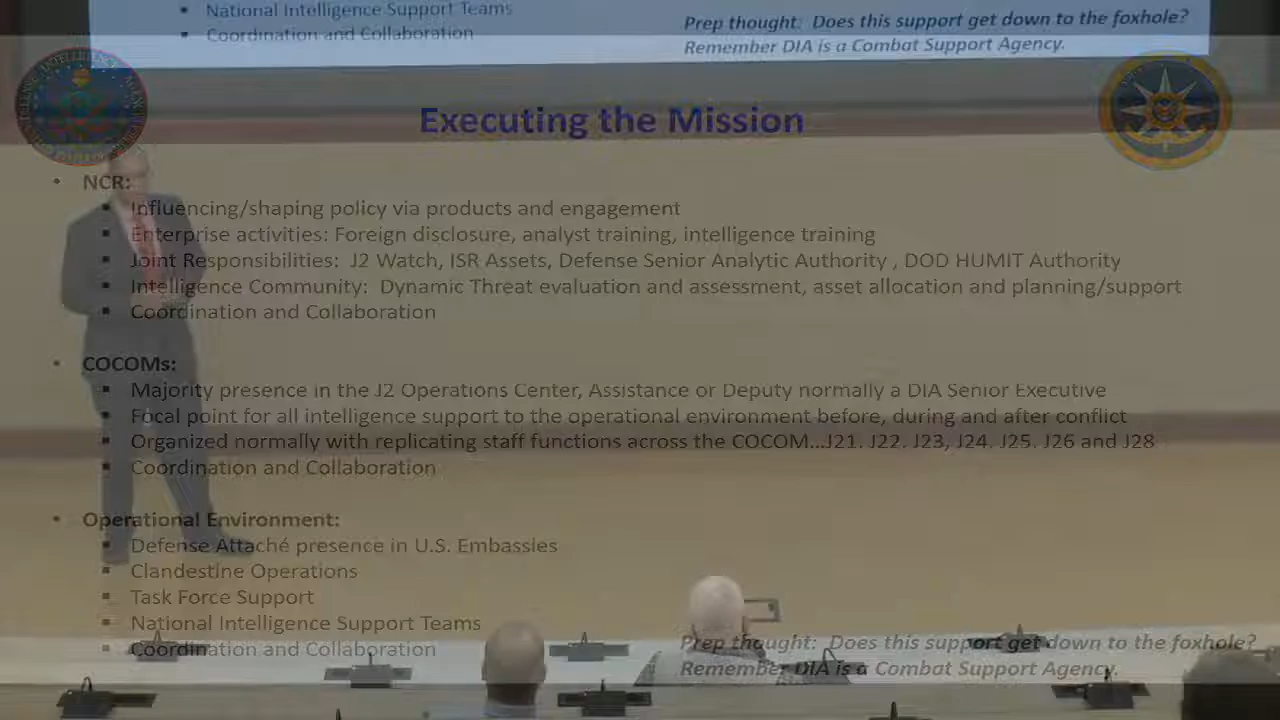 National Intelligence Support Teams
Coordination and Collaboration
Prep thought: Does this support get down to the foxhole?
Remember DIA is a Combat Support Agency.
Executing the Mission
NCR:
Influencing/shaping policy via products and engagement
Enterprise activities: Foreign disclosure, analyst training, intelligence training
Joint Responsibilities: J2 Watch, ISR Assets, Defense Senior Analytic Authority , DOD HUMIT Authority
Intelligence Community: Dynamic Threat evaluation and assessment, asset allocation and planning/support
Coordination and Collaboration
COCOMs:
Majority presence in the J2 Operations Center, Assistance or Deputy normally a DIA Senior Executive
Focal point for all intelligence support to the operational environment before, during and after conflict
Organized normally with replicating staff functions across the COCOM...J21. J22. J23, J24. J25. J26 and J28
Coordination and Collaboration
Operational Environment:
Defense Attaché presence in U.S. Embassies
Clandestine Operations
Task Force Support
National Intelligence Support Teams
Coordination and Collaboration
Prep thought: Does this support get down to the foxhole?
Remember DIA is a Combat Support Agency.